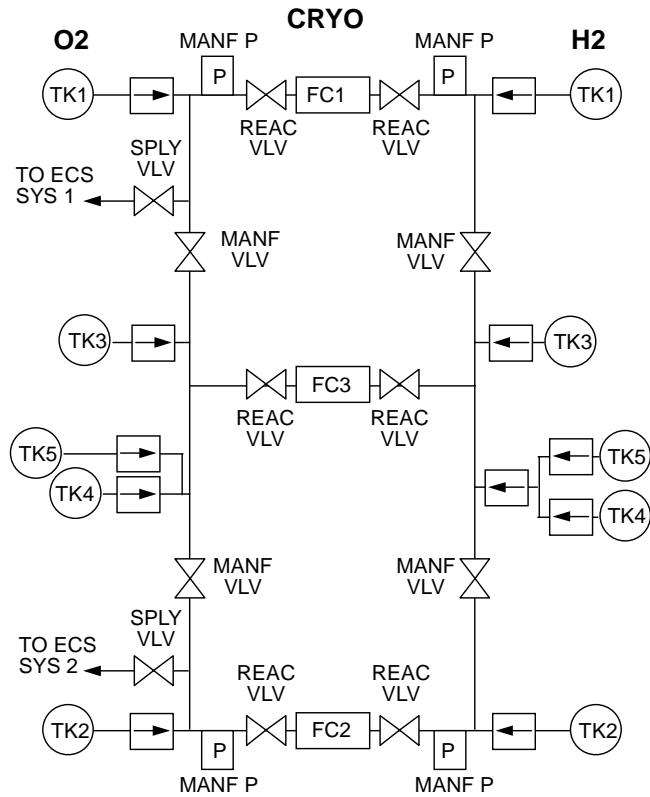 CRYO
O2
MANF P
MANF P
H2
TK1
P
FC1
P
TK1
REAC
VLV
REAC
VLV
SPLY
VLV
TO ECS
SYS 1
MANF
VLV
MANF
VLV
TK3
TK3
FC3
REAC
VLV
REAC
VLV
TK5
TK4
TK5
TK4
MANF
VLV
MANF
VLV
SPLY
VLV
TO ECS
SYS 2
REAC
VLV
REAC
VLV
TK2
P
FC2
P
TK2
MANF P
MANF P